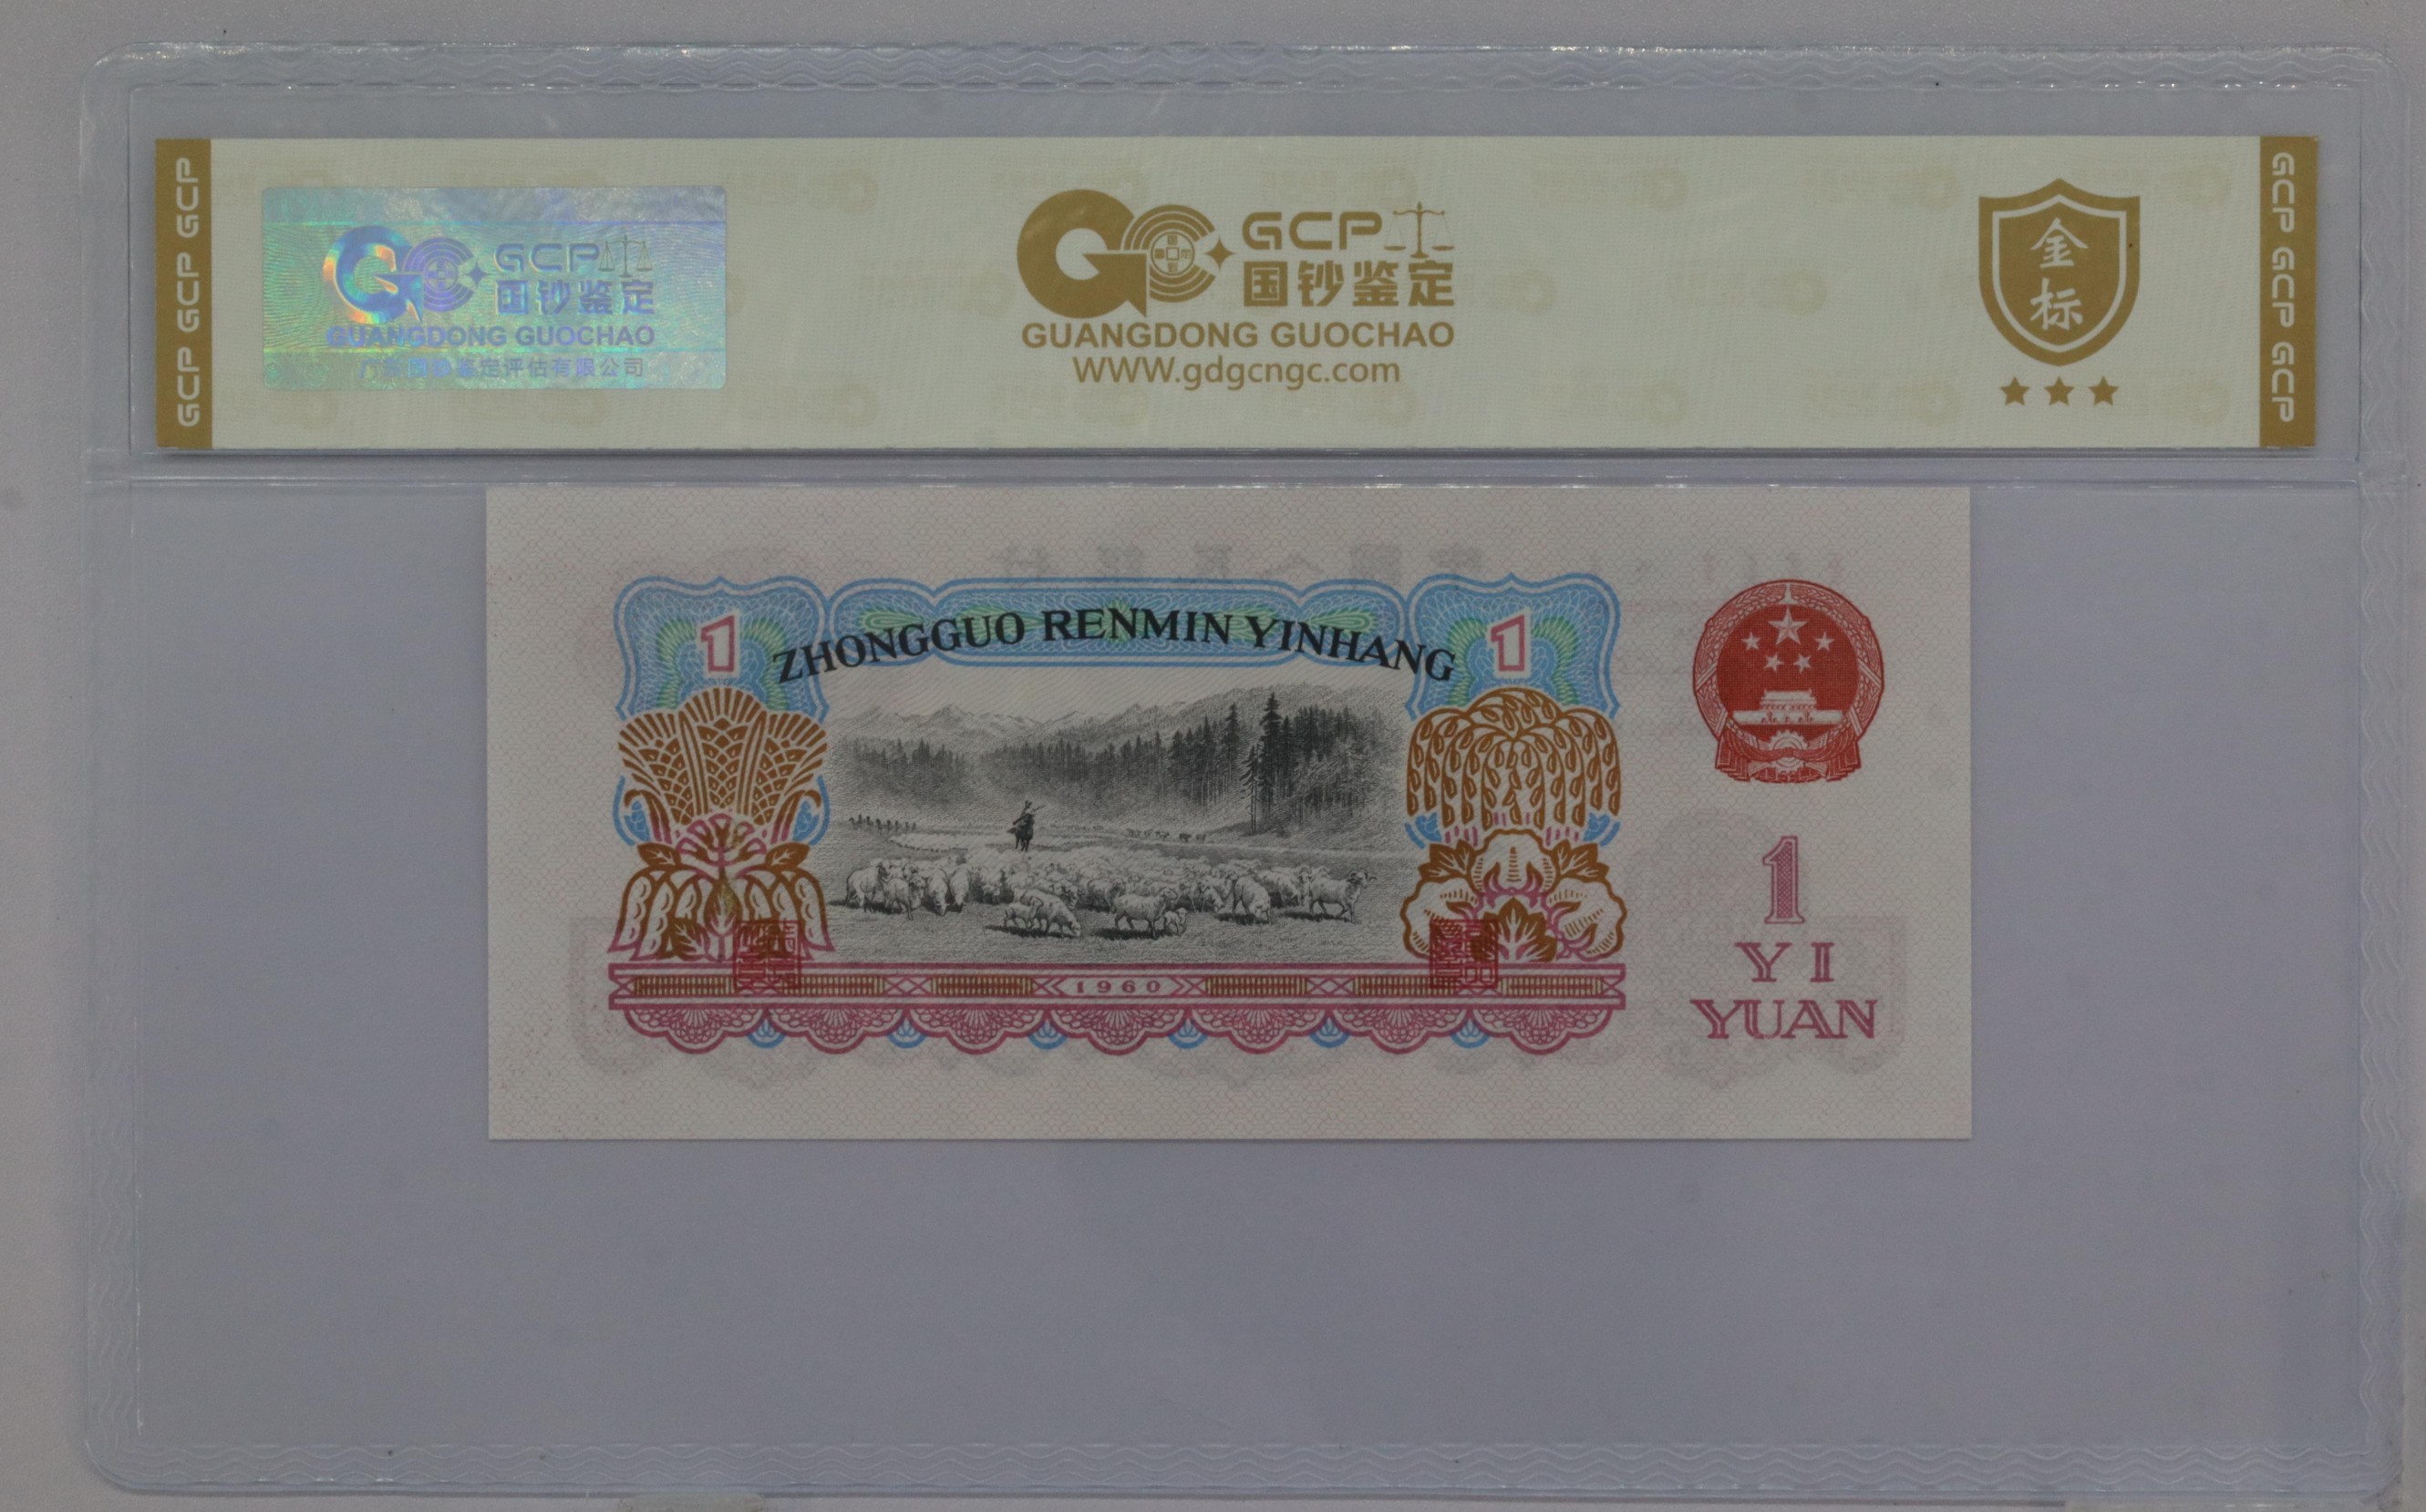 GCP GCP GCP
GCP
国钞鉴定
GUANGDONG GUOCHAO
广东国钞鉴定评估有限公司
GCP
国钞鉴定
GUANGDONG GUOCHAO
WWW.gdgcngc.com
金
标
GCP GCP GCP
1
ZHONGGUO RENMIN YINHANG
1
1960
1
YI
YUAN